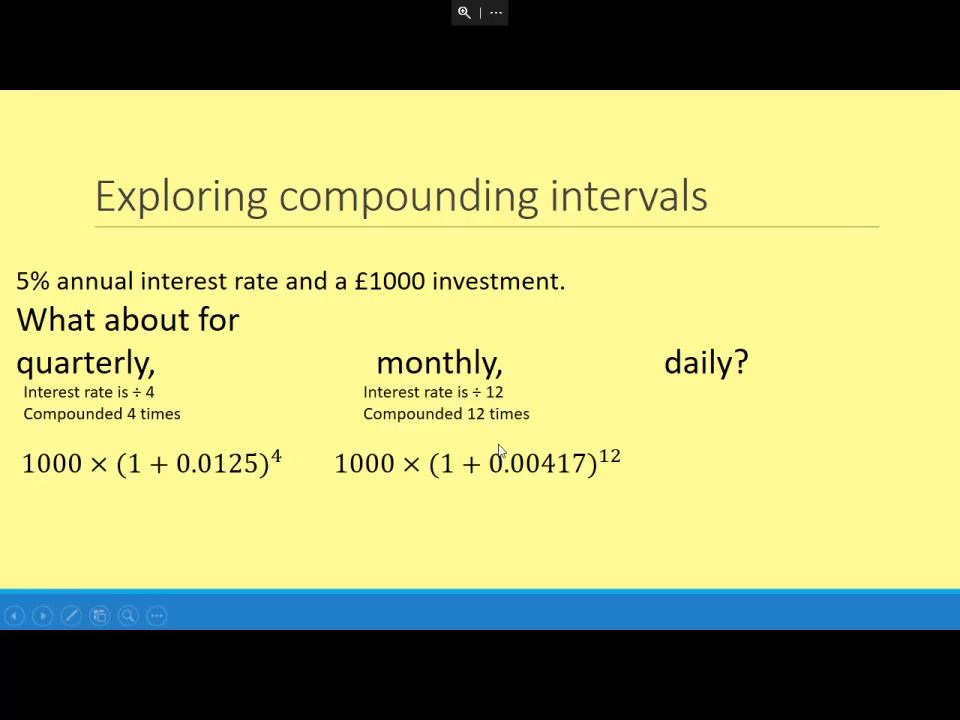 Exploring compounding intervals
5% annual interest rate and a £1000 investment.
What about for
quarterly, monthly, daily?
Interest rate is ÷ 4 Interest rate is ÷ 12
Compounded 4 times Compounded 12 times
1000 × (1 + 0.0125)⁴ 1000 × (1 + 0.00417)¹²